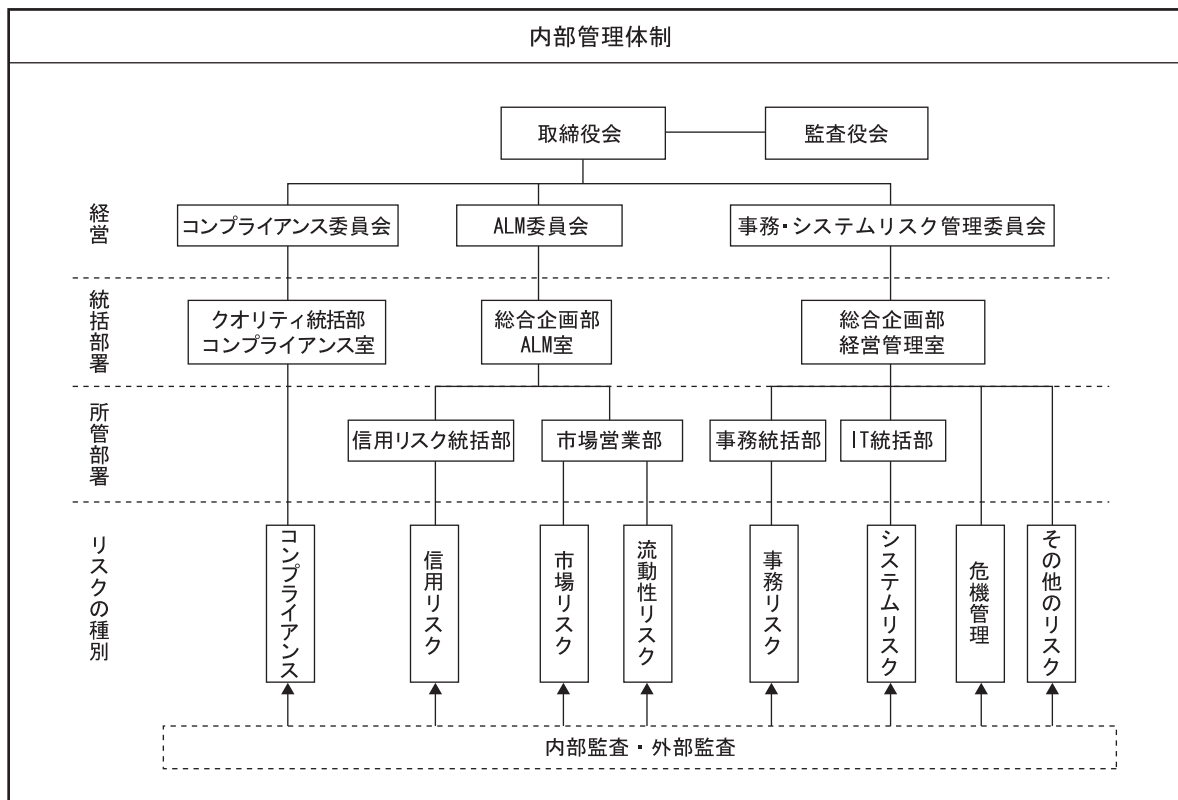 内部管理体制
取締役会
監査役会
経営
コンプライアンス委員会
ALM委員会
事務・システムリスク管理委員会
統括部署
クオリティ統括部
コンプライアンス室
総合企画部
ALM室
総合企画部
経営管理室
所管部署
信用リスク統括部
市場営業部
事務統括部
IT統括部
リスクの種別
コンプライアンス
信用リスク
市場リスク
流動性リスク
事務リスク
システムリスク
危機管理
その他のリスク
内部監査・外部監査